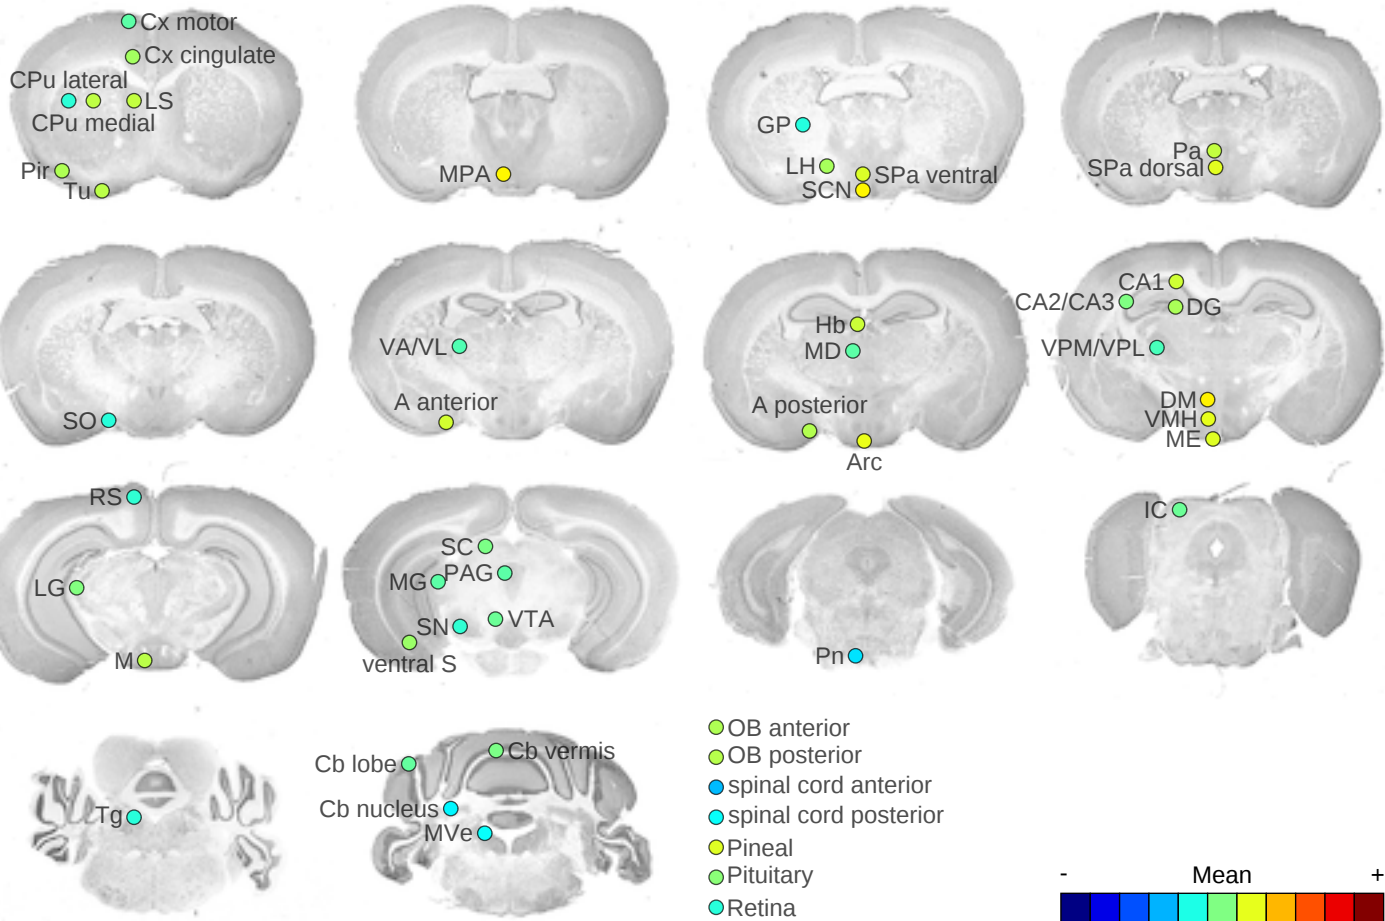 Cx motor
Cx cingulate
CPu lateral
LS
CPu medial
Pir
Tu
MPA
GP
LH
SPa ventral
SCN
Pa
SPa dorsal
SO
VA/VL
A anterior
Hb
MD
A posterior
Arc
CA1
CA2/CA3
DG
VPM/VPL
DM
VMH
ME
RS
LG
M
SC
MG
PAG
SN
VTA
ventral S
Pn
IC
Tg
Cb lobe
Cb vermis
Cb nucleus
MVe
OB anterior
OB posterior
spinal cord anterior
spinal cord posterior
Pineal
Pituitary
Retina
- Mean +